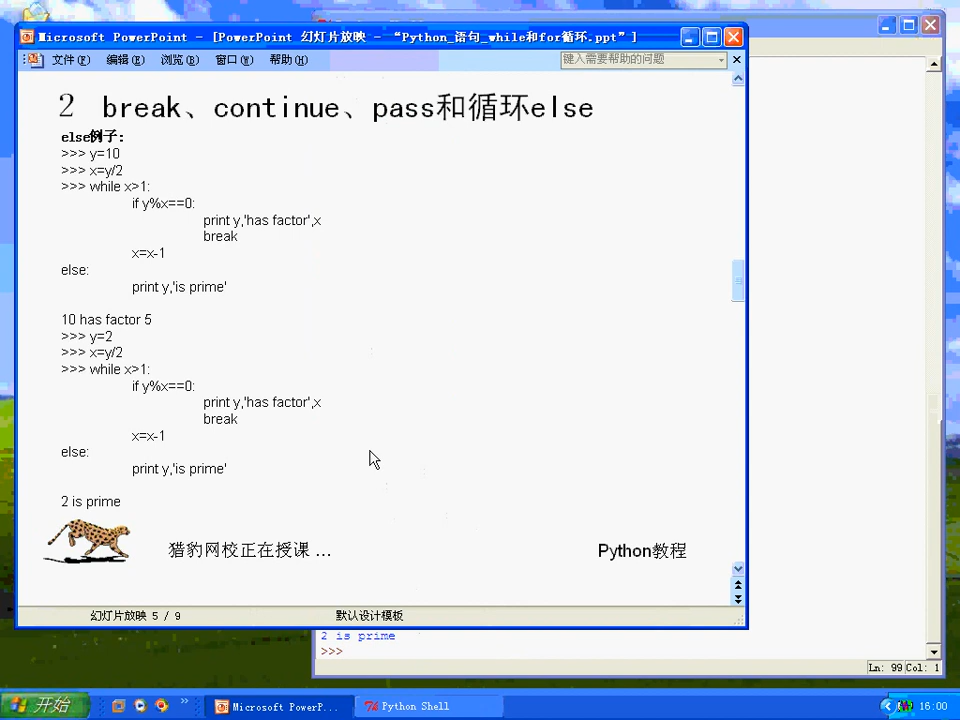 Microsoft PowerPoint - [PowerPoint 幻灯片放映 - “Python_语句_while和for循环.ppt”]
文件(F) 编辑(E) 浏览(B) 窗口(W) 帮助(H) 键入需要帮助的问题
2 break、continue、pass和循环else
else例子：
>>> y=10
>>> x=y/2
>>> while x>1:
if y%x==0:
print y,'has factor',x
break
x=x-1
else:
print y,'is prime'
10 has factor 5
>>> y=2
>>> x=y/2
>>> while x>1:
if y%x==0:
print y,'has factor',x
break
x=x-1
else:
print y,'is prime'
2 is prime
猎豹网校正在授课 ...
Python教程
幻灯片放映 5 / 9 默认设计模板
2 is prime
>>>
Ln: 99 Col: 1
开始 Microsoft PowerP... Python Shell 16:00